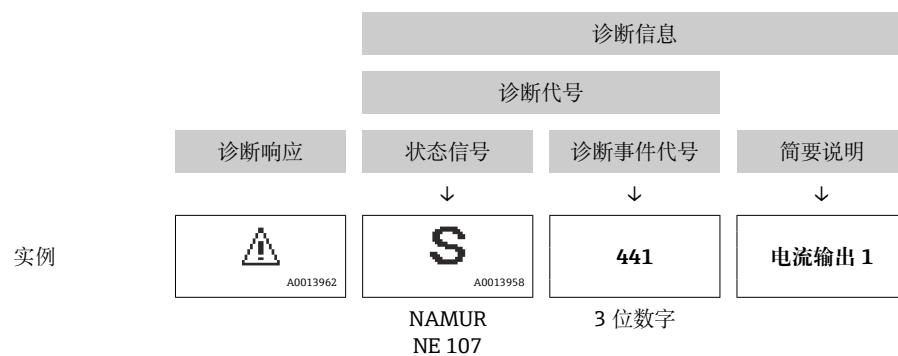 诊断信息
诊断代号
诊断响应 状态信号 诊断事件代号 简要说明
↓ ↓ ↓
实例 A0013962 S A0013958 441 电流输出 1
NAMUR NE 107 3 位数字